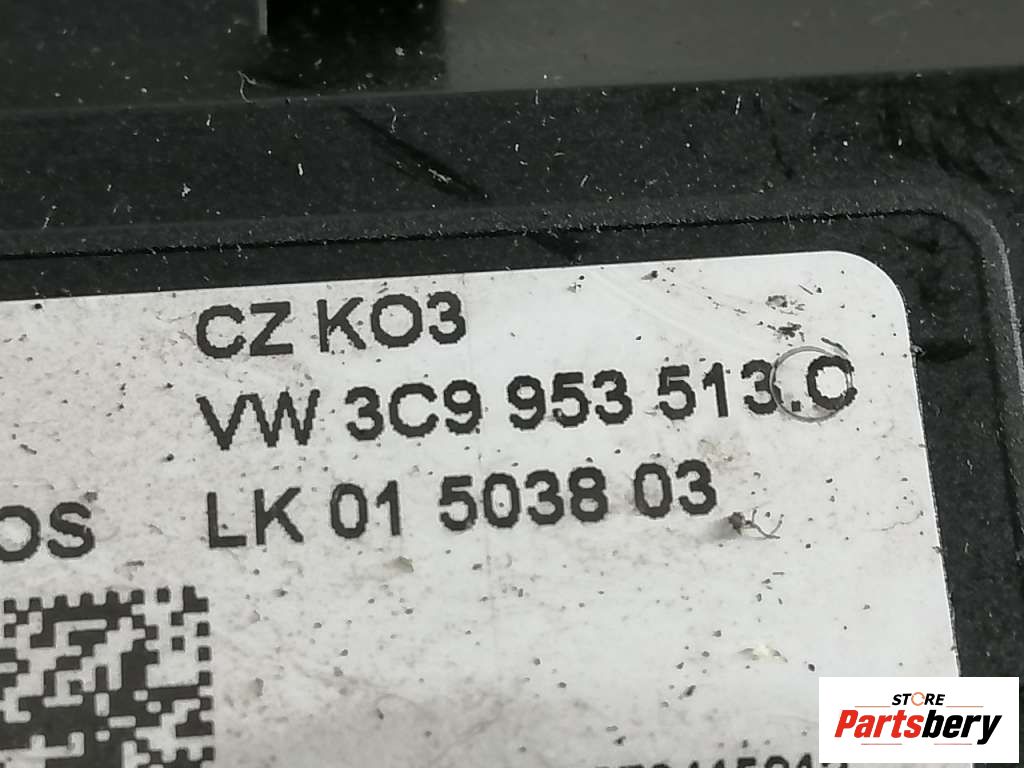 CZ KO3
VW 3C9 953 513.C
OS LK 01 5038 03
STORE
Partsbery